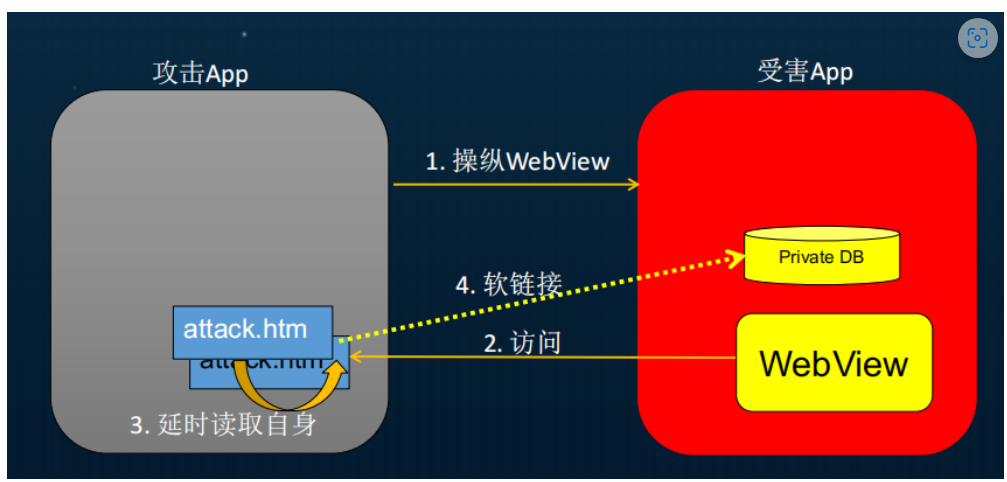 攻击App
受害App
1. 操纵WebView
Private DB
4. 软链接
attack.htm
2. 访问
attack.htm
WebView
3. 延时读取自身